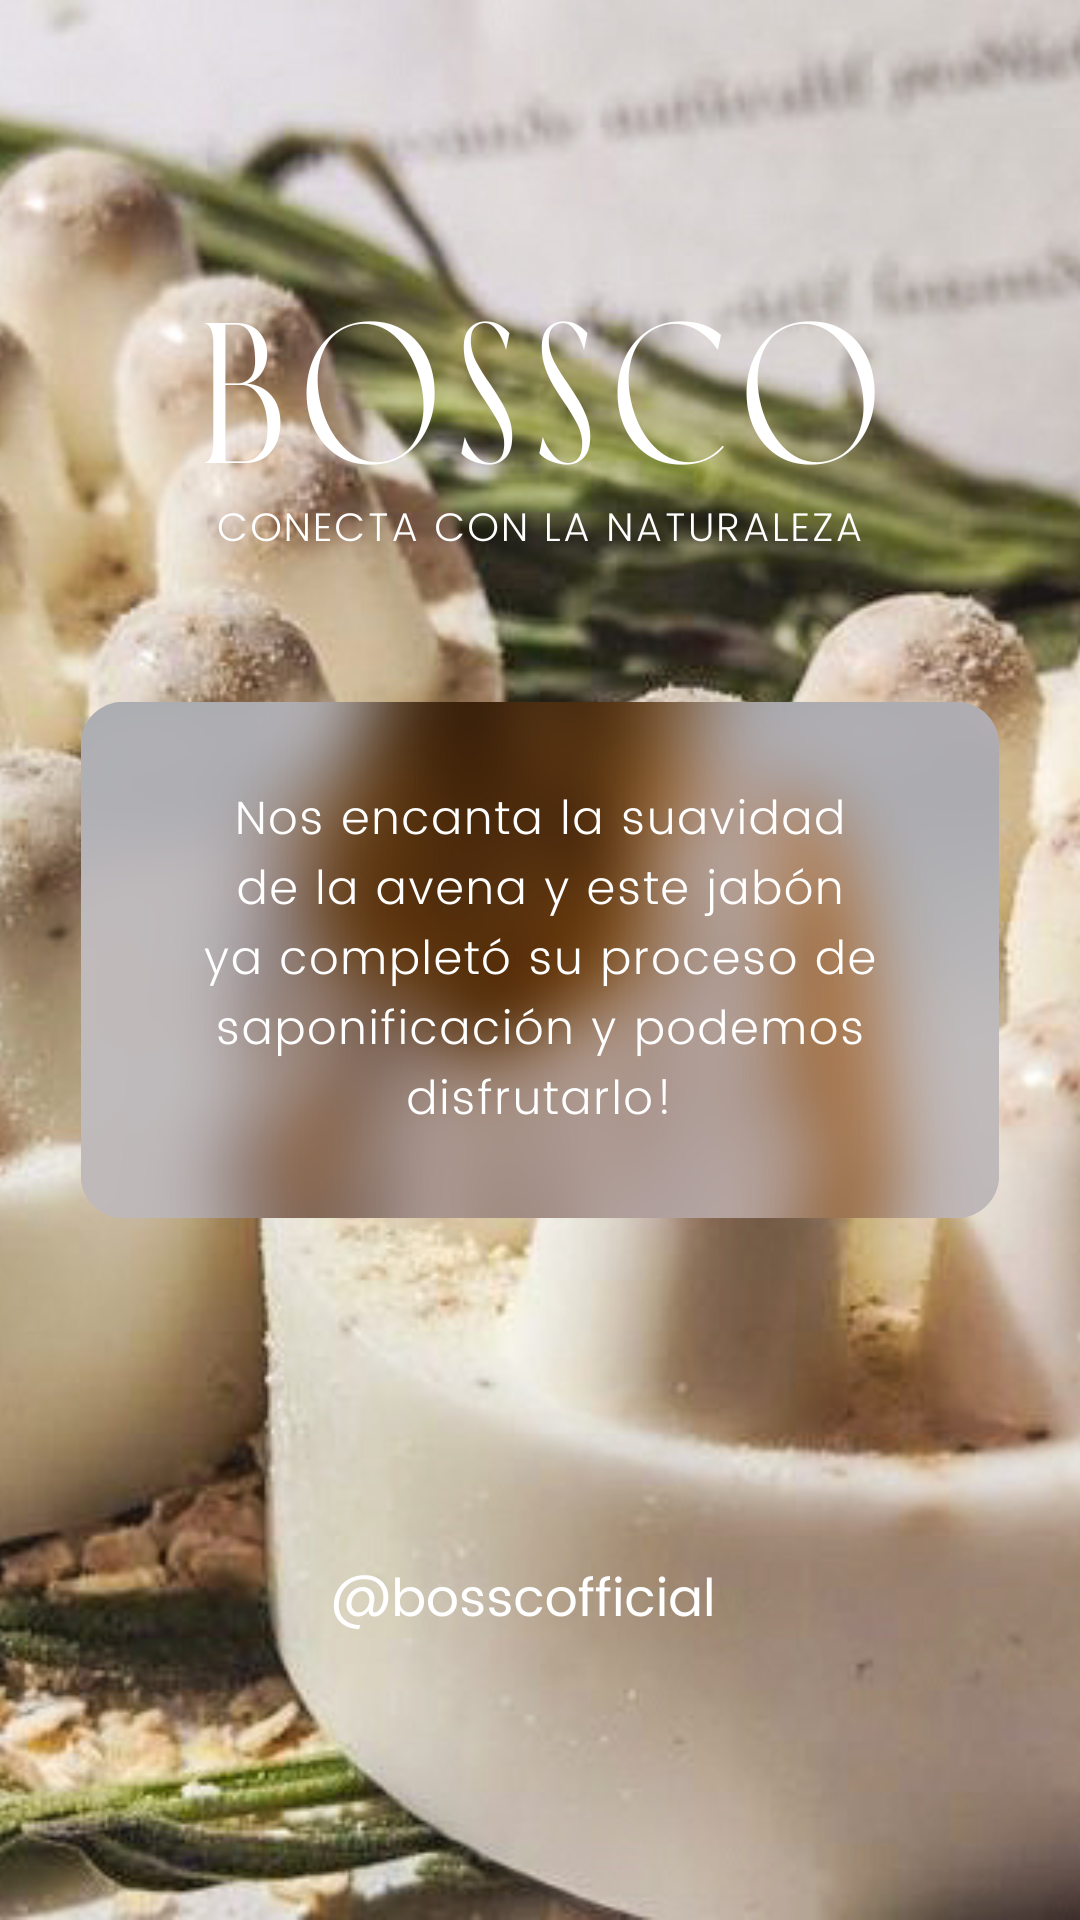 BOSSCO
CONECTA CON LA NATURALEZA
Nos encanta la suavidad
de la avena y este jabón
ya completó su proceso de
saponificación y podemos
disfrutarlo!
@bosscofficial